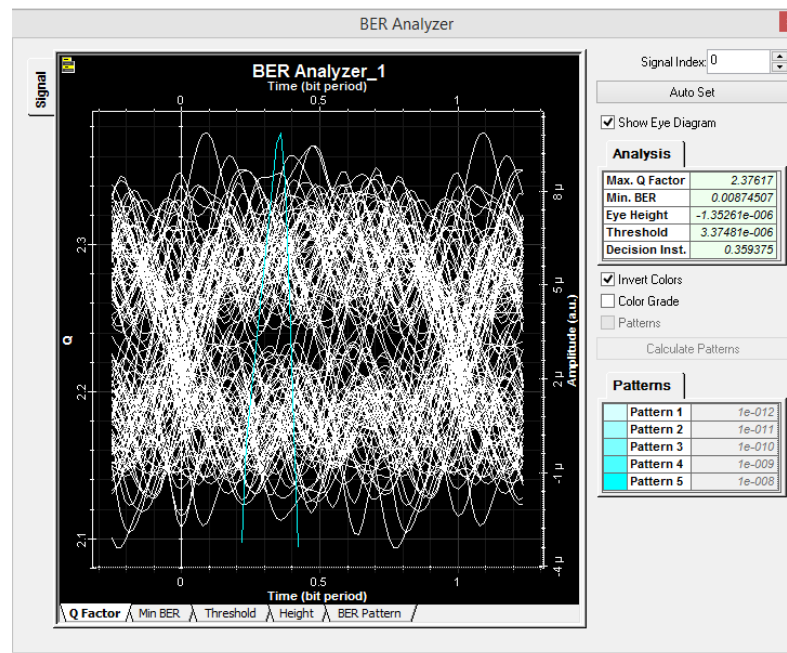 BER Analyzer
Signal
BER Analyzer_1
Time (bit period)
0 0.5 1
Q
2.3
2.2
2.1
8 µ
5 µ
2 µ
-1 µ
-4 µ
Amplitude (a.u.)
0 0.5 1
Time (bit period)
Q Factor Min BER Threshold Height BER Pattern
Signal Index: 0
Auto Set
Show Eye Diagram
Analysis
Max. Q Factor 2.37617
Min. BER 0.00874507
Eye Height -1.35261e-006
Threshold 3.37481e-006
Decision Inst. 0.359375
Invert Colors
Color Grade
Patterns
Calculate Patterns
Patterns
Pattern 1 1e-012
Pattern 2 1e-011
Pattern 3 1e-010
Pattern 4 1e-009
Pattern 5 1e-008